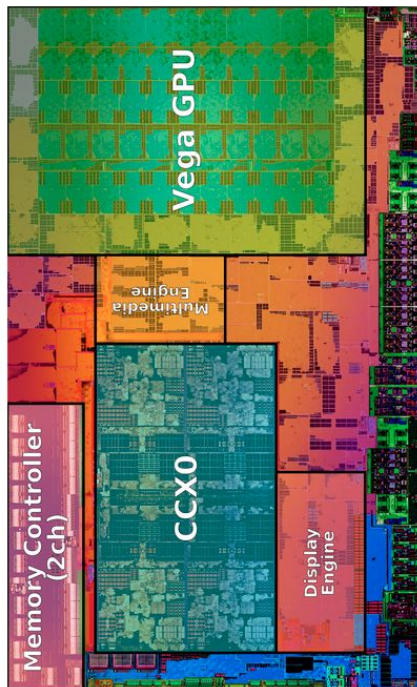 Vega GPU
Multimedia
Engine
CCX0
Memory Controller
(2ch)
Display
Engine